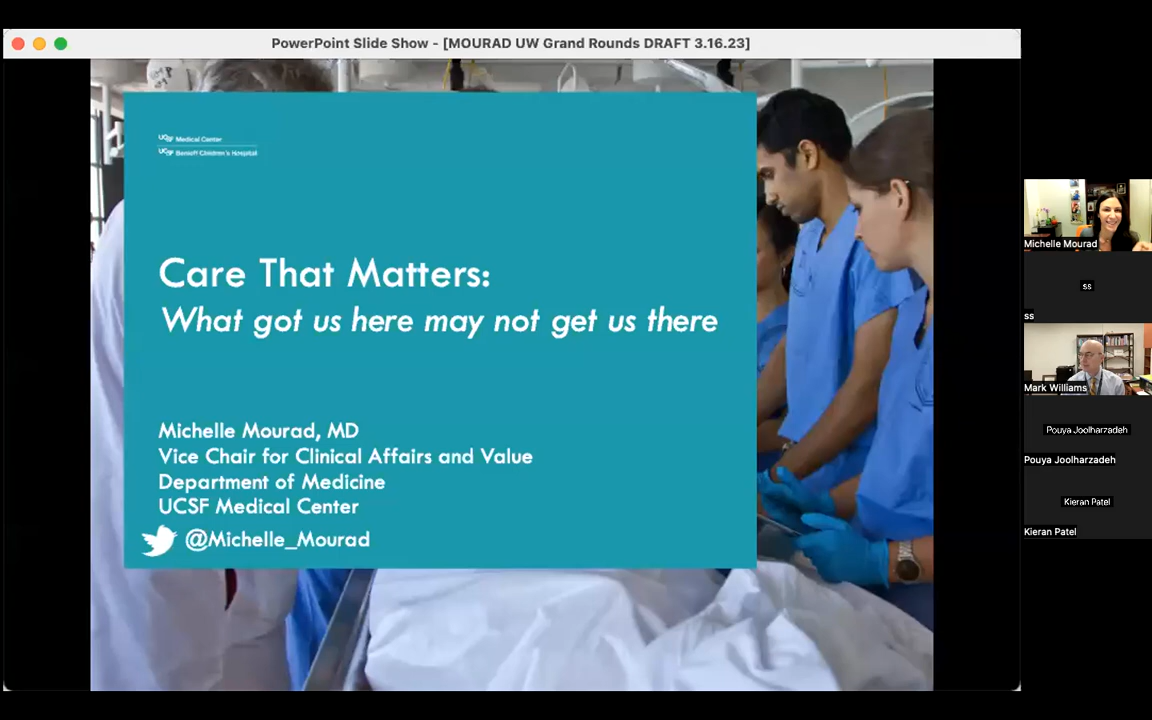 PowerPoint Slide Show - [MOURAD UW Grand Rounds DRAFT 3.16.23]
UCSF Medical Center
UCSF Benioff Children's Hospital
Care That Matters:
What got us here may not get us there
Michelle Mourad, MD
Vice Chair for Clinical Affairs and Value
Department of Medicine
UCSF Medical Center
@Michelle_Mourad
Michelle Mourad
ss
ss
Mark Williams
Pouya Joolharzadeh
Pouya Joolharzadeh
Kieran Patel
Kieran Patel